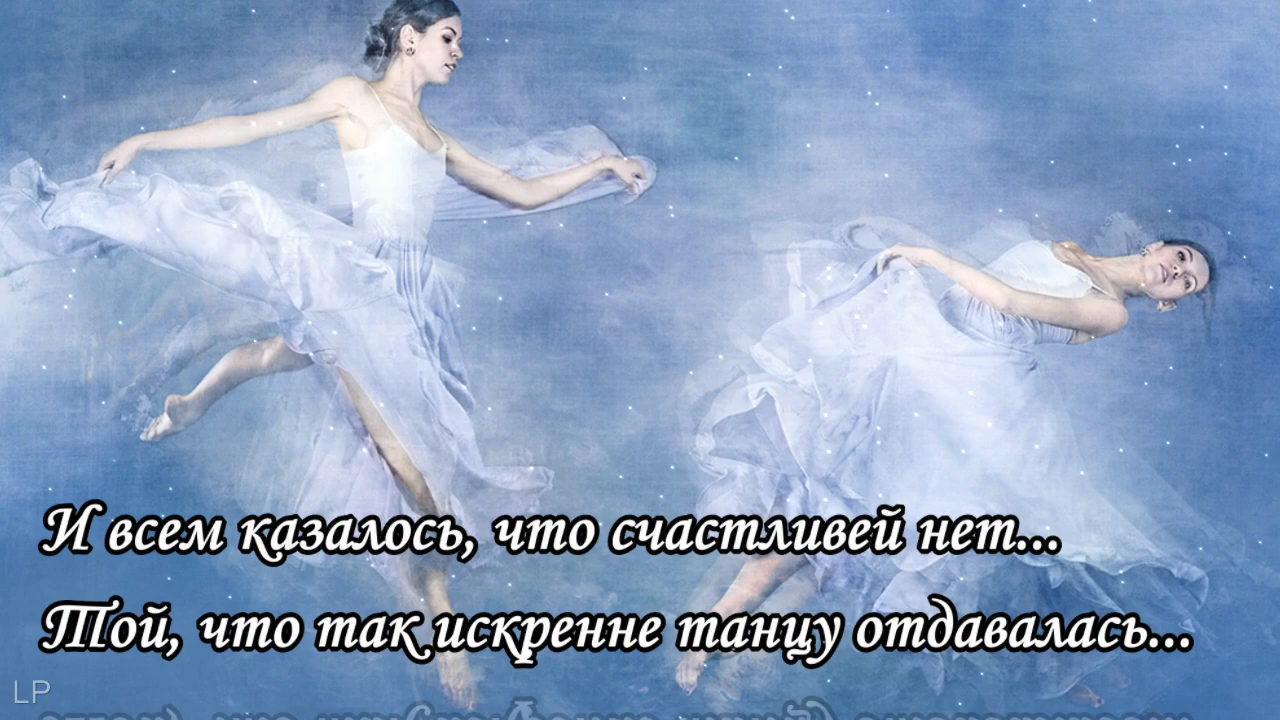 И всем казалось, что счастливей нет...
Той, что так искренне танцу отдавалась...
LP